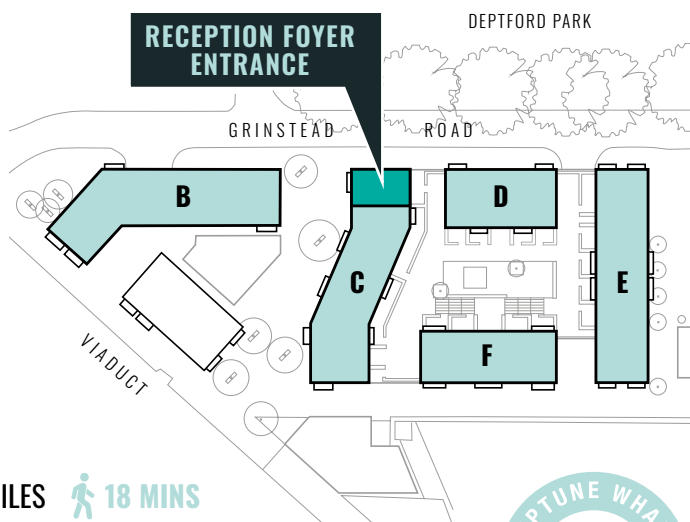 DEPTFORD PARK
RECEPTION FOYER
ENTRANCE
GRINSTEAD ROAD
B
D
C
E
F
VIADUCT
ILES 18 MINS
PTUNE WHA